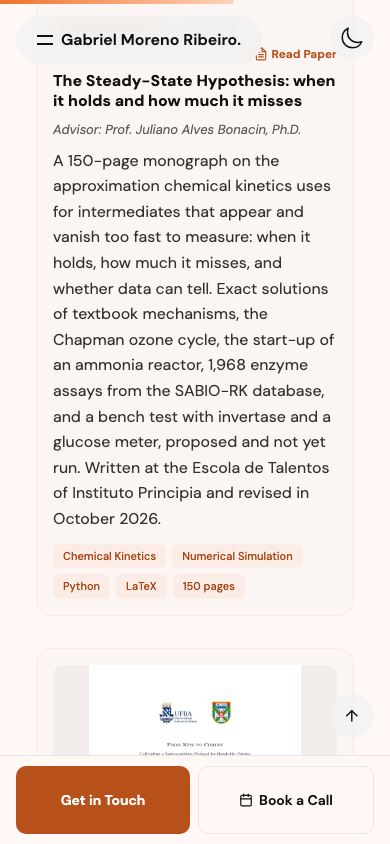 Gabriel Moreno Ribeiro.
Read Paper
The Steady-State Hypothesis: when
it holds and how much it misses
Advisor: Prof. Juliano Alves Bonacin, Ph.D.
A 150-page monograph on the
approximation chemical kinetics uses
for intermediates that appear and
vanish too fast to measure: when it
holds, how much it misses, and
whether data can tell. Exact solutions
of textbook mechanisms, the
Chapman ozone cycle, the start-up of
an ammonia reactor, 1,968 enzyme
assays from the SABIO-RK database,
and a bench test with invertase and a
glucose meter, proposed and not yet
run. Written at the Escola de Talentos
of Instituto Principia and revised in
October 2026.
Chemical Kinetics
Numerical Simulation
Python
LaTeX
150 pages
UFBA
Get in Touch
Book a Call